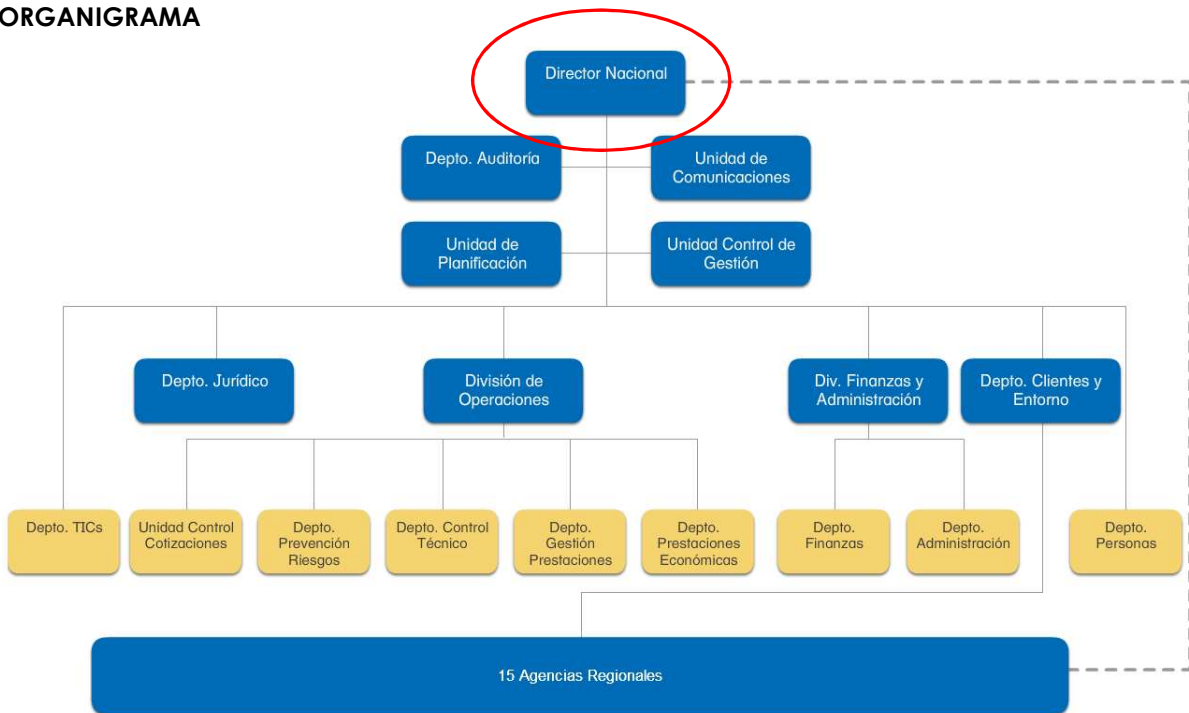 ORGANIGRAMA
Director Nacional
Depto. Auditoría
Unidad de
Comunicaciones
Unidad de
Planificación
Unidad Control de
Gestión
Depto. Jurídico
División de
Operaciones
Div. Finanzas y
Administración
Depto. Clientes y
Entorno
Depto. TICs
Unidad Control
Cotizaciones
Depto.
Prevención
Riesgos
Depto. Control
Técnico
Depto.
Gestión
Prestaciones
Depto.
Prestaciones
Económicas
Depto.
Finanzas
Depto.
Administración
Depto.
Personas
15 Agencias Regionales